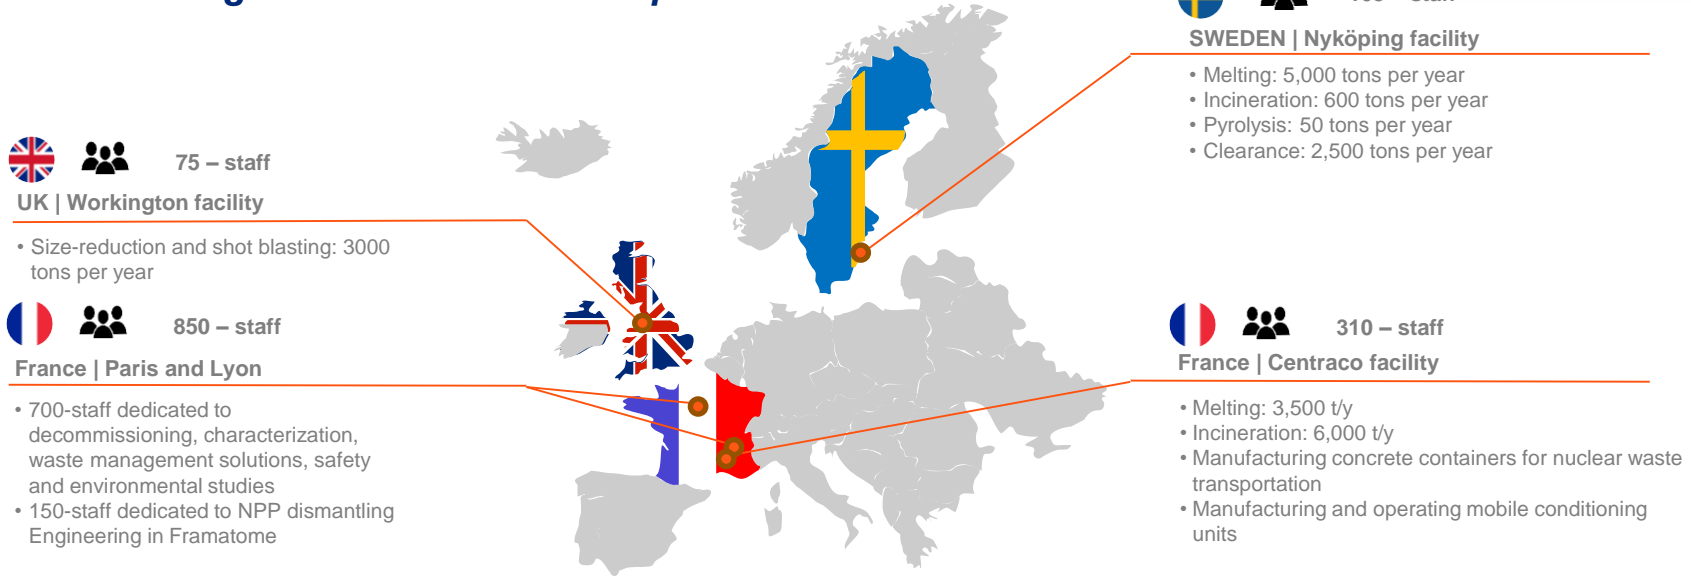 75 – staff
UK | Workington facility
• Size-reduction and shot blasting: 3000
tons per year
850 – staff
France | Paris and Lyon
• 700-staff dedicated to
decommissioning, characterization,
waste management solutions, safety
and environmental studies
• 150-staff dedicated to NPP dismantling
Engineering in Framatome
SWEDEN | Nyköping facility
• Melting: 5,000 tons per year
• Incineration: 600 tons per year
• Pyrolysis: 50 tons per year
• Clearance: 2,500 tons per year
310 – staff
France | Centraco facility
• Melting: 3,500 t/y
• Incineration: 6,000 t/y
• Manufacturing concrete containers for nuclear waste
transportation
• Manufacturing and operating mobile conditioning
units